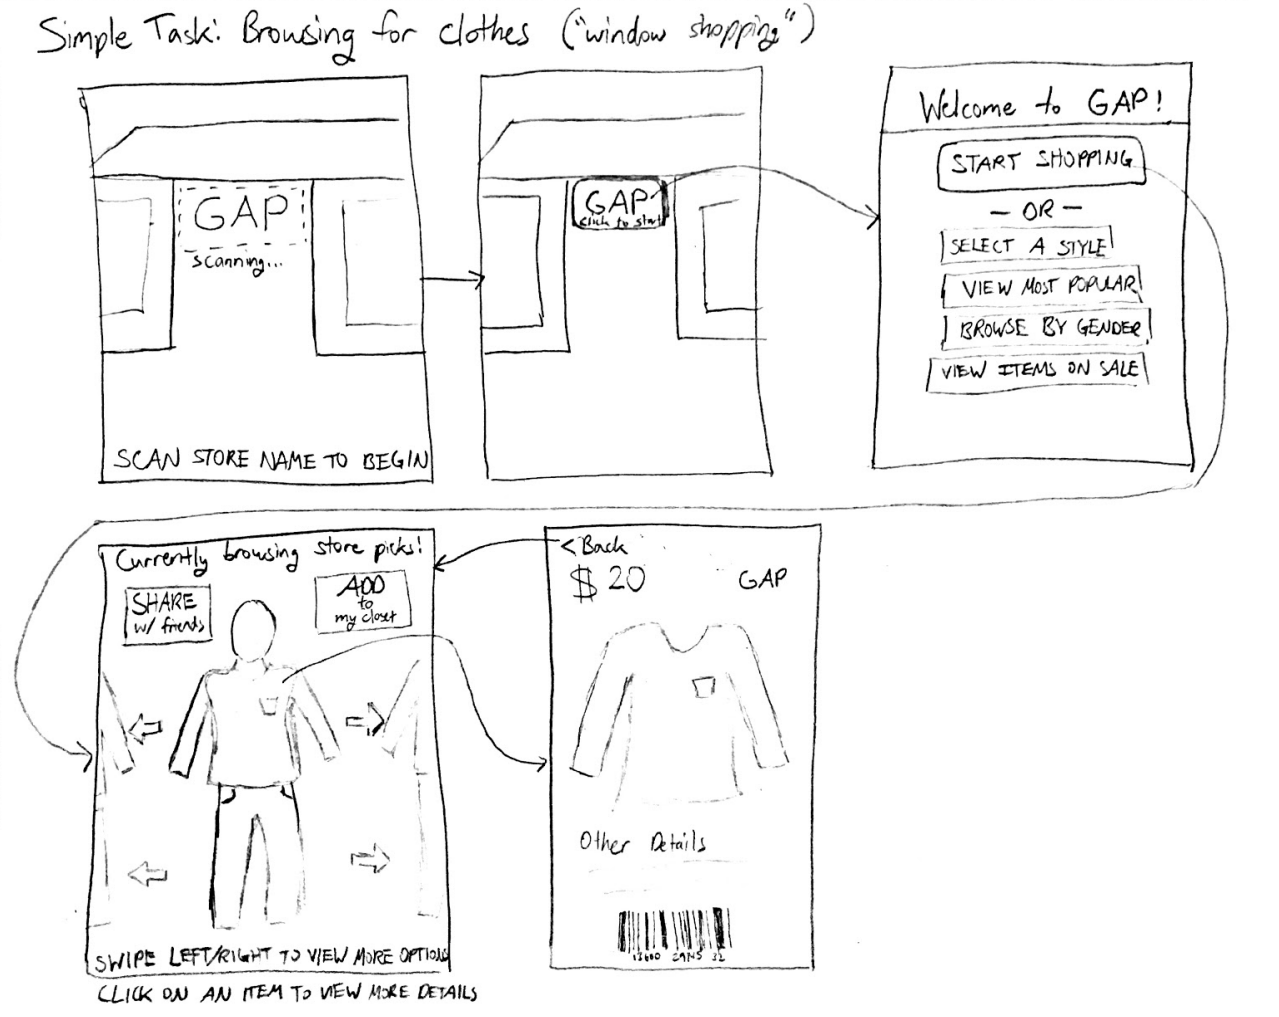 Simple Task: Browsing for clothes ("window shopping")
GAP
scanning...
SCAN STORE NAME TO BEGIN
GAP
click to start
Welcome to GAP!
START SHOPPING
— OR —
SELECT A STYLE
VIEW MOST POPULAR
BROWSE BY GENDER
VIEW ITEMS ON SALE
Currently browsing store picks!
SHARE
w/ friends
ADD
to
my closet
SWIPE LEFT/RIGHT TO VIEW MORE OPTIONS
CLICK ON AN ITEM TO VIEW MORE DETAILS
< Back
$20
GAP
Other Details